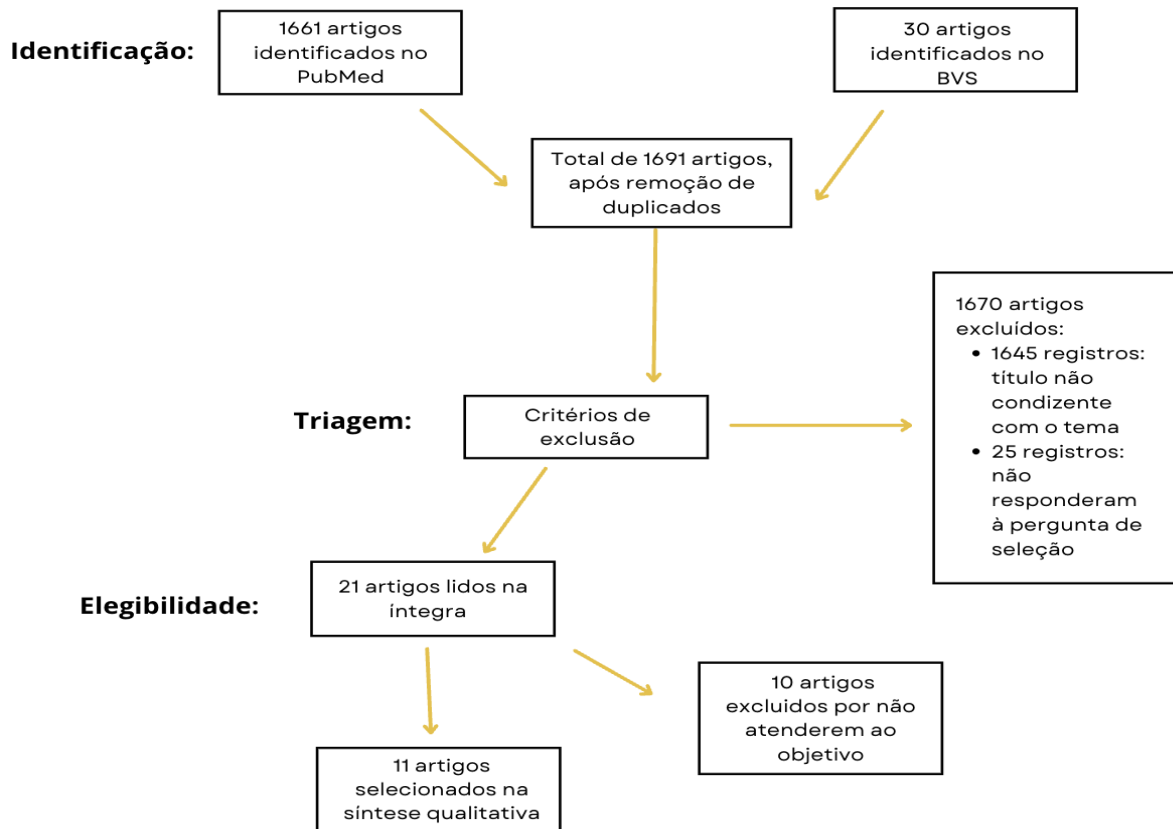 Identificação:
1661 artigos
identificados no
PubMed
30 artigos
identificados no
BVS
Total de 1691 artigos,
após remoção de
duplicados
Triagem:
Critérios de
exclusão
1670 artigos
excluídos:
• 1645 registros:
título não
condizente
com o tema
• 25 registros:
não
responderam
à pergunta de
seleção
Elegibilidade:
21 artigos lidos na
íntegra
10 artigos
excluidos por não
atenderem ao
objetivo
11 artigos
selecionados na
síntese qualitativa